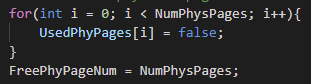 for(int i = 0; i < NumPhysPages; i++){
    UsedPhyPages[i] = false;
}
FreePhyPageNum = NumPhysPages;